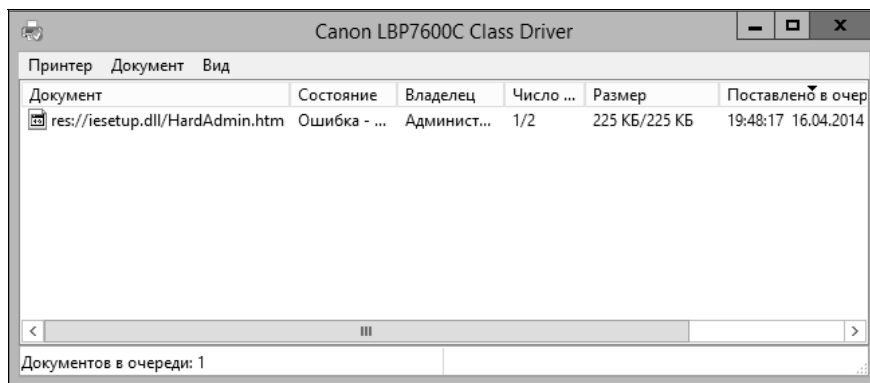 Canon LBP7600C Class Driver
Принтер Документ Вид
Документ Состояние Владелец Число ... Размер Поставлено в очер
res://iesetup.dll/HardAdmin.htm Ошибка - ... Админист... 1/2 225 КБ/225 КБ 19:48:17 16.04.2014
Документов в очереди: 1